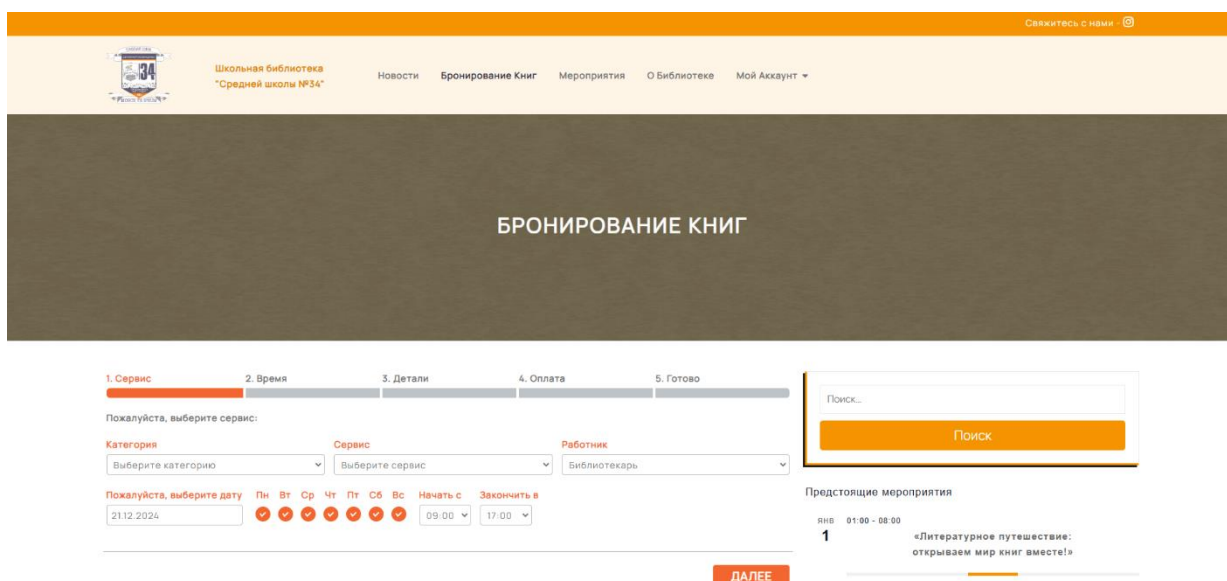 Свяжитесь с нами -
34
Школьная библиотека
"Средней школы №34"
Новости
Бронирование Книг
Мероприятия
О Библиотеке
Мой Аккаунт
БРОНИРОВАНИЕ КНИГ
1. Сервис
2. Время
3. Детали
4. Оплата
5. Готово
Пожалуйста, выберите сервис:
Категория
Сервис
Работник
Выберите категорию
Выберите сервис
Библиотекарь
Пожалуйста, выберите дату
Пн Вт Ср Чт Пт Сб Вс
Начать с
Закончить в
21.12.2024
09:00
17:00
ДАЛЕЕ
Поиск...
Поиск
Предстоящие мероприятия
ЯНВ
1
01:00 - 08:00
«Литературное путешествие:
открываем мир книг вместе!»